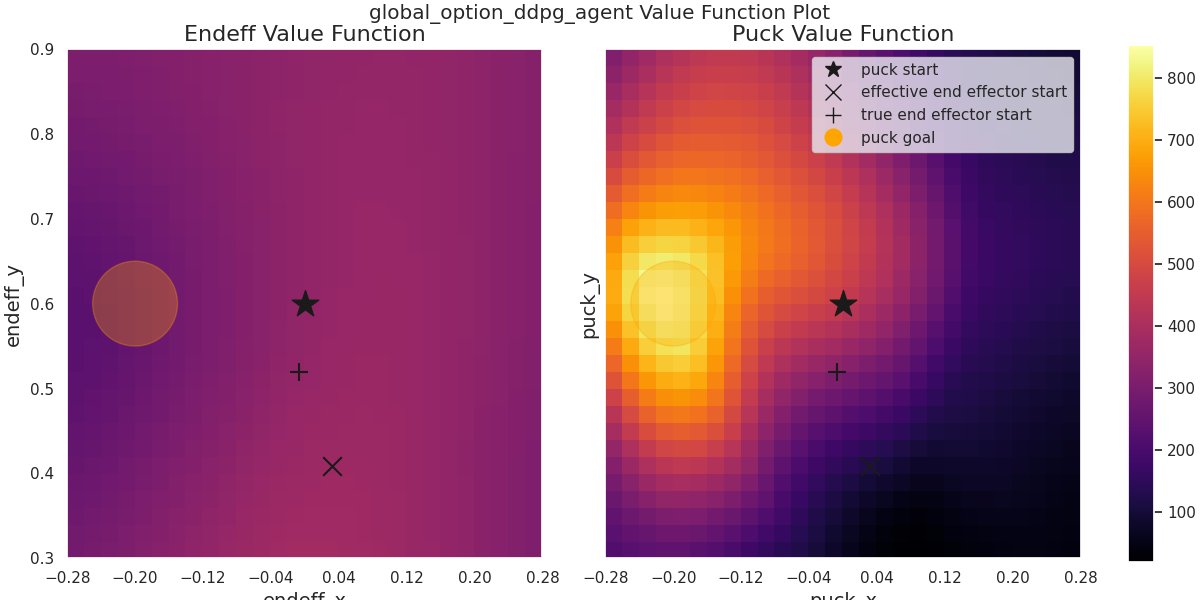 global_option_ddpg_agent Value Function Plot
Endeff Value Function
Puck Value Function
0.9
0.8
0.7
0.6
0.5
0.4
0.3
endeff_y
−0.28 −0.20 −0.12 −0.04 0.04 0.12 0.20 0.28
endeff_x
puck start
effective end effector start
true end effector start
puck goal
puck_y
−0.28 −0.20 −0.12 −0.04 0.04 0.12 0.20 0.28
puck_x
800
700
600
500
400
300
200
100